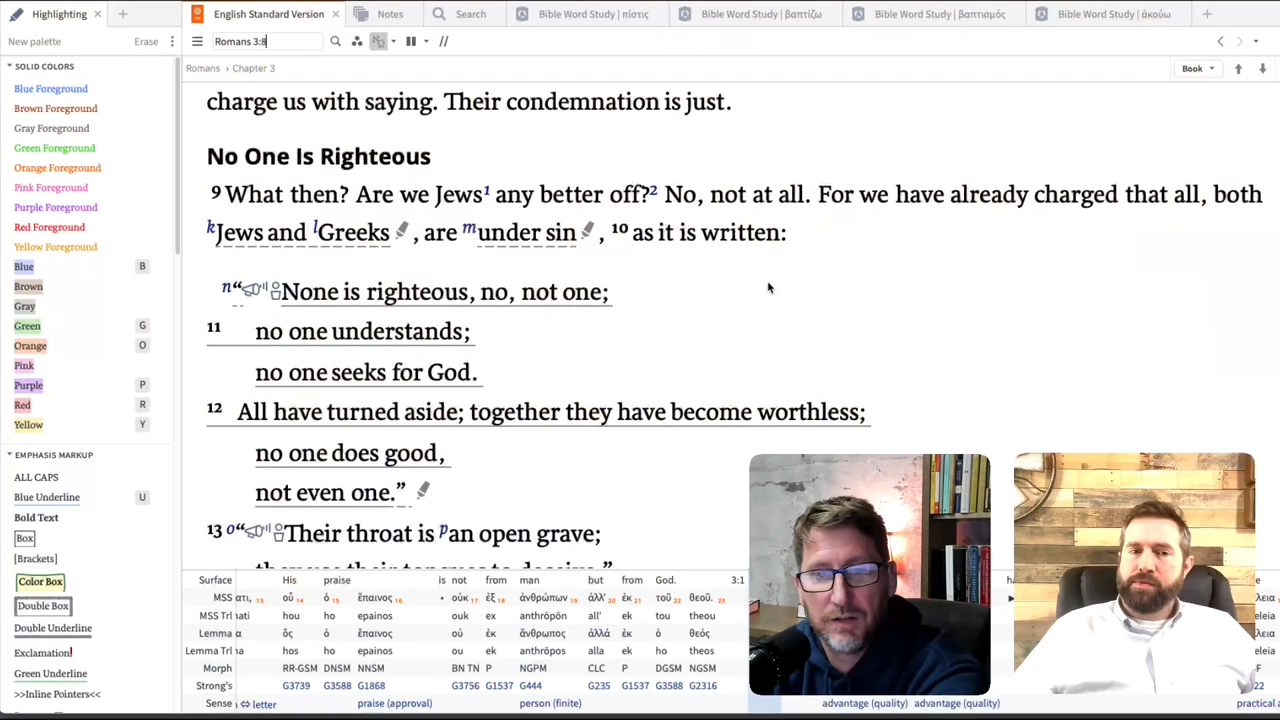 Highlighting
English Standard Version
Notes
Search
Bible Word Study | πίστις
Bible Word Study | βαπτίζω
Bible Word Study | βαπτισμός
Bible Word Study | ἀκούω
New palette
Erase
Romans 3:8
SOLID COLORS
Blue Foreground
Brown Foreground
Gray Foreground
Green Foreground
Orange Foreground
Pink Foreground
Purple Foreground
Red Foreground
Yellow Foreground
Blue B
Brown
Gray
Green G
Orange O
Pink
Purple P
Red R
Yellow Y
EMPHASIS MARKUP
ALL CAPS
Blue Underline U
Bold Text
Box
[Brackets]
Color Box
Double Box
Double Underline
Exclamation!
Green Underline
>>Inline Pointers<<
Romans › Chapter 3
Book
charge us with saying. Their condemnation is just.
No One Is Righteous
9 What then? Are we Jews1 any better off?2 No, not at all. For we have already charged that all, both
kJews and lGreeks, are munder sin, 10 as it is written:
n“None is righteous, no, not one;
11 no one understands;
no one seeks for God.
12 All have turned aside; together they have become worthless;
no one does good,
not even one.”
13 o“Their throat is pan open grave;
Surface His praise is not from man but from God. 3:1
MSS ατι, 13 οὗ 14 ὁ 15 ἔπαινος 16 • οὐκ 17 ἐξ 18 ἀνθρώπων 19 ἀλλ' 20 ἐκ 21 τοῦ 22 θεοῦ. 23
MSS Trl hou ho epainos ouk ex anthrōpōn all' ek tou theou
Lemma ὅς ὁ ἔπαινος οὐ ἐκ ἄνθρωπος ἀλλά ἐκ ὁ θεός
Lemma Trl hos ho epainos ou ek anthrōpos alla ek ho theos
Morph RR-GSM DNSM NNSM BN TN P NGPM CLC P DGSM NGSM
Strong's G3739 G3588 G1868 G3756 G1537 G444 G235 G1537 G3588 G2316
Sense ⇔ letter praise (approval) person (finite) advantage (quality) advantage (quality)